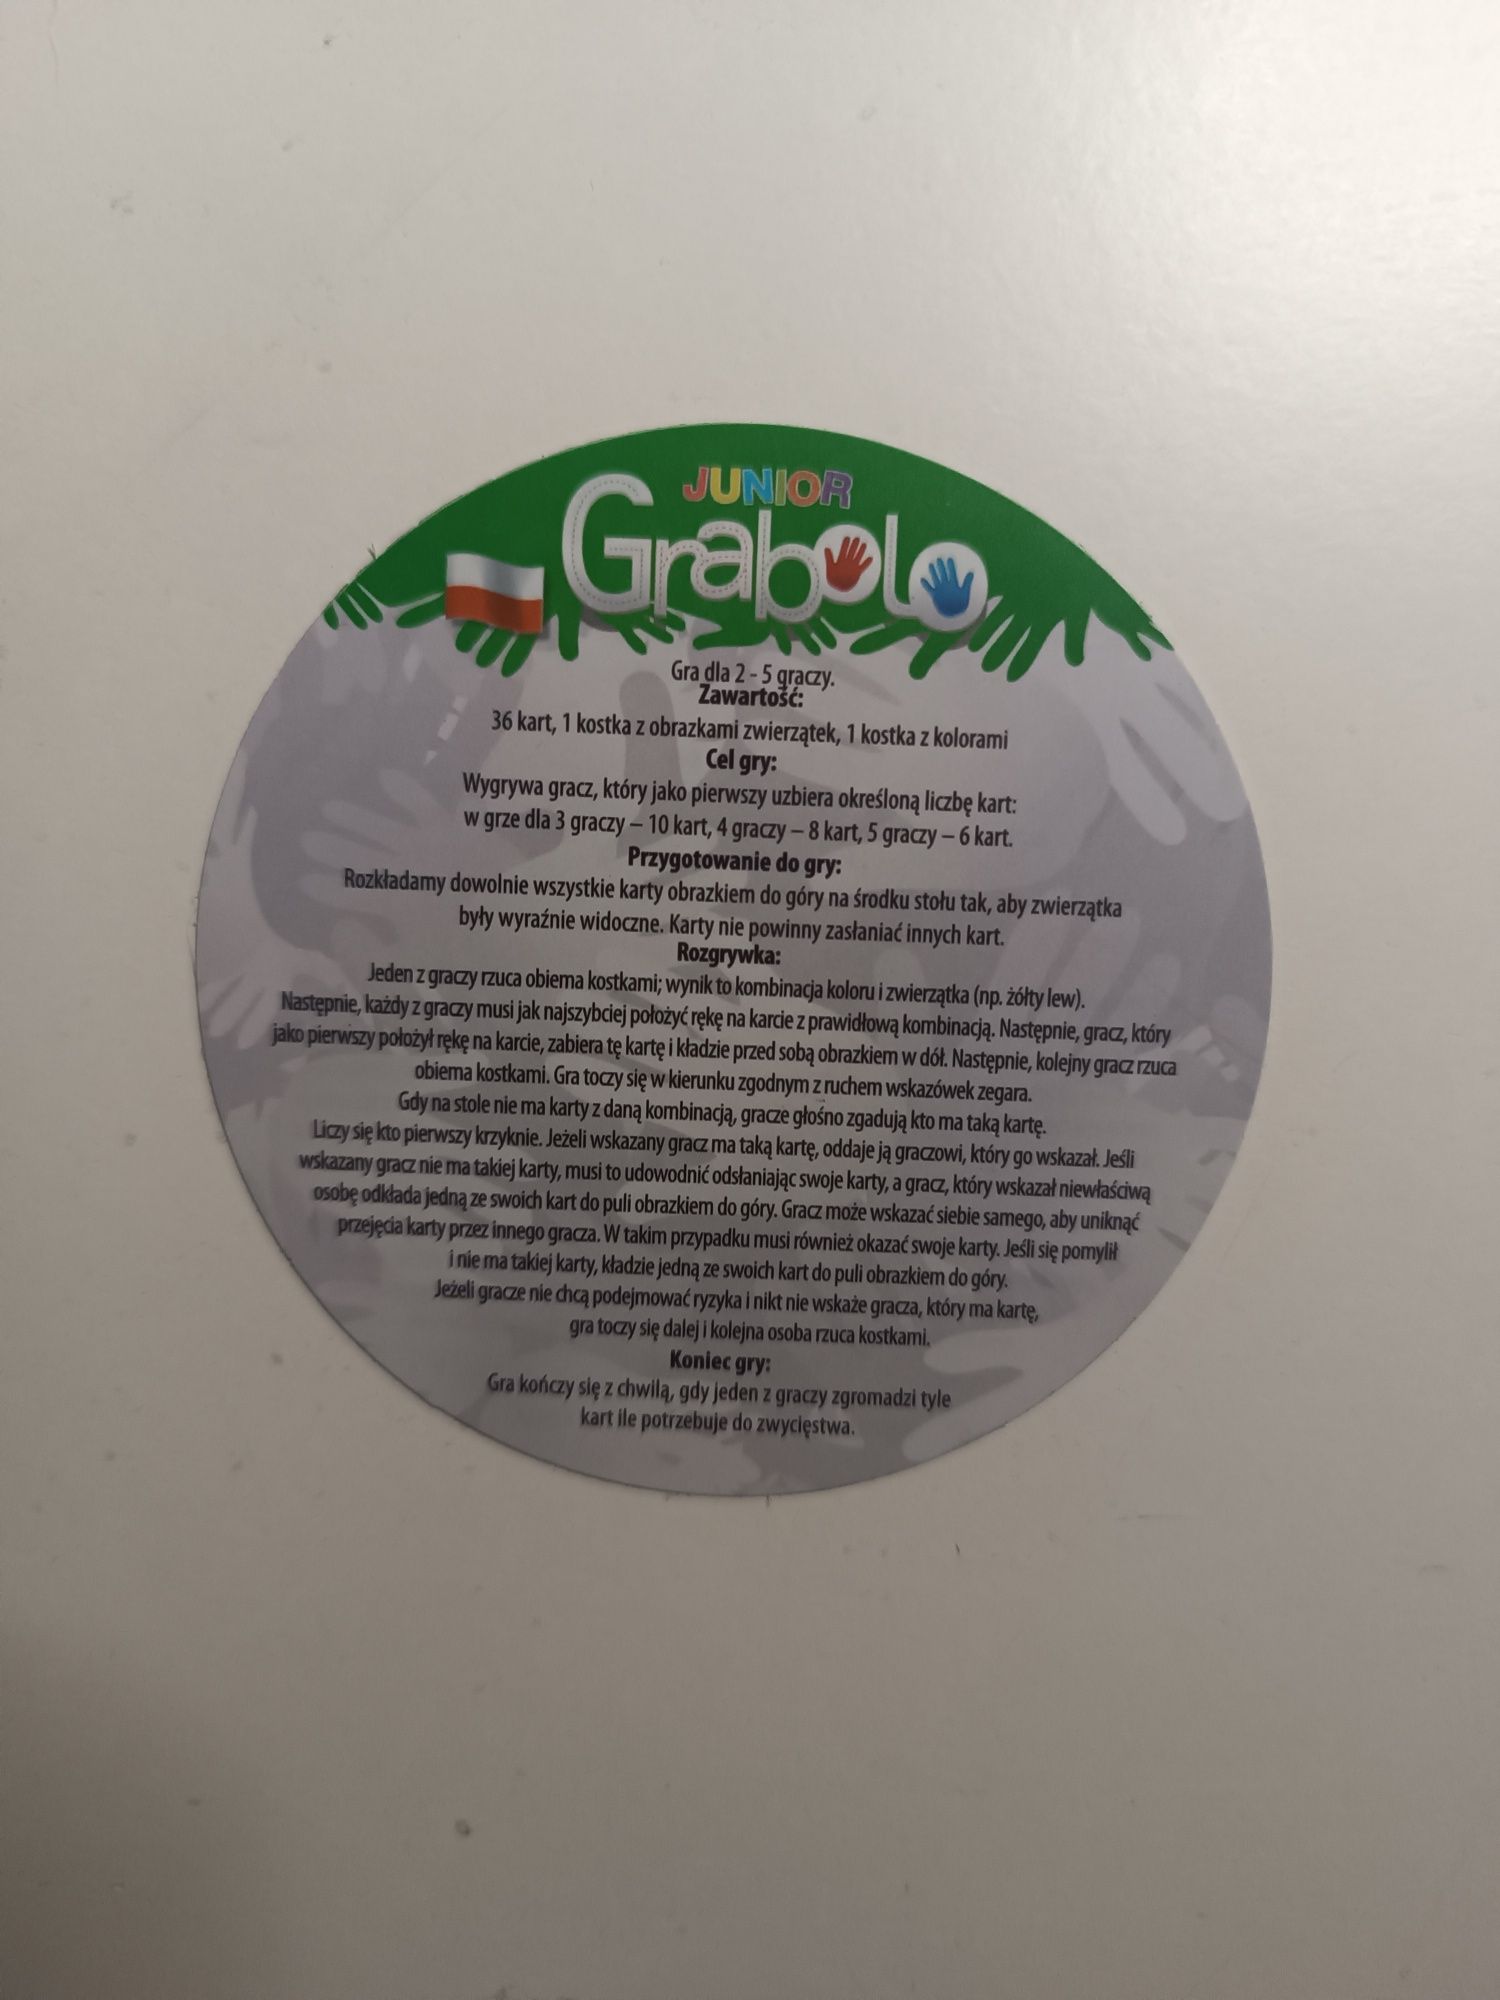 JUNIOR
Grabolo
Gra dla 2 - 5 graczy.
Zawartość:
36 kart, 1 kostka z obrazkami zwierzątek, 1 kostka z kolorami
Cel gry:
Wygrywa gracz, który jako pierwszy uzbiera określoną liczbę kart:
w grze dla 3 graczy – 10 kart, 4 graczy – 8 kart, 5 graczy – 6 kart.
Przygotowanie do gry:
Rozkładamy dowolnie wszystkie karty obrazkiem do góry na środku stołu tak, aby zwierzątka
były wyraźnie widoczne. Karty nie powinny zasłaniać innych kart.
Rozgrywka:
Jeden z graczy rzuca obiema kostkami; wynik to kombinacja koloru i zwierzątka (np. żółty lew).
Następnie, każdy z graczy musi jak najszybciej położyć rękę na karcie z prawidłową kombinacją. Następnie, gracz, który
jako pierwszy położył rękę na karcie, zabiera tę kartę i kładzie przed sobą obrazkiem w dół. Następnie, kolejny gracz rzuca
obiema kostkami. Gra toczy się w kierunku zgodnym z ruchem wskazówek zegara.
Gdy na stole nie ma karty z daną kombinacją, gracze głośno zgadują kto ma taką kartę.
Liczy się kto pierwszy krzyknie. Jeżeli wskazany gracz ma taką kartę, oddaje ją graczowi, który go wskazał. Jeśli
wskazany gracz nie ma takiej karty, musi to udowodnić odsłaniając swoje karty, a gracz, który wskazał niewłaściwą
osobę odkłada jedną ze swoich kart do puli obrazkiem do góry. Gracz może wskazać siebie samego, aby uniknąć
przejęcia karty przez innego gracza. W takim przypadku musi również okazać swoje karty. Jeśli się pomylił
i nie ma takiej karty, kładzie jedną ze swoich kart do puli obrazkiem do góry.
Jeżeli gracze nie chcą podejmować ryzyka i nikt nie wskaże gracza, który ma kartę,
gra toczy się dalej i kolejna osoba rzuca kostkami.
Koniec gry:
Gra kończy się z chwilą, gdy jeden z graczy zgromadzi tyle
kart ile potrzebuje do zwycięstwa.